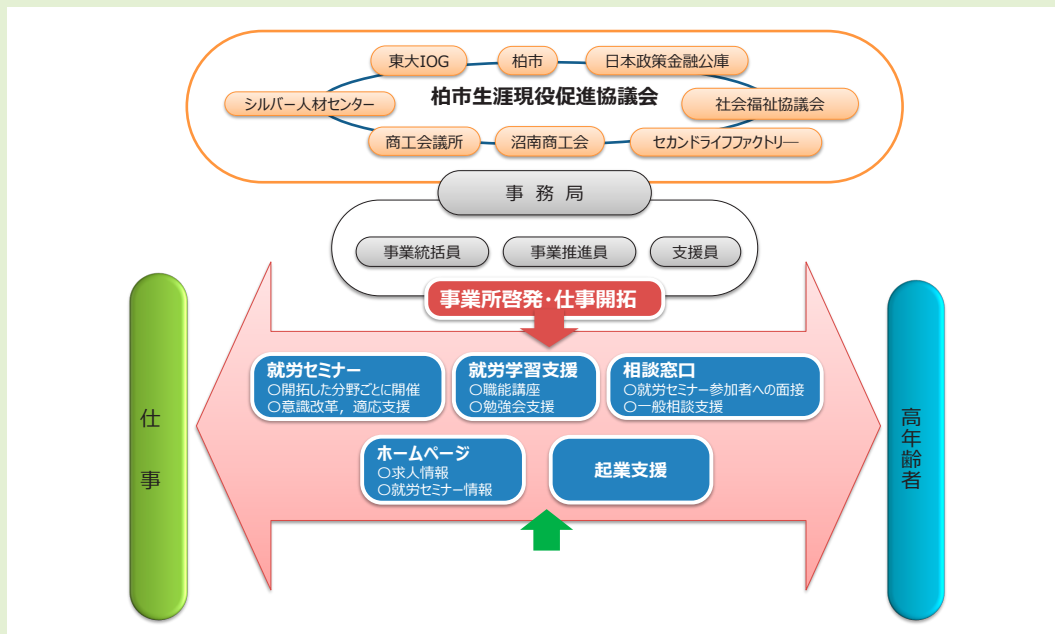 東大IOG
柏市
日本政策金融公庫
シルバー人材センター
柏市生涯現役促進協議会
社会福祉協議会
商工会議所
沼南商工会
セカンドライフファクトリー
事務局
事業統括員
事業推進員
支援員
事業所啓発・仕事開拓
仕事
就労セミナー
〇開拓した分野ごとに開催
〇意識改革，適応支援
就労学習支援
〇職能講座
〇勉強会支援
相談窓口
〇就労セミナー参加者への面接
〇一般相談支援
ホームページ
〇求人情報
〇就労セミナー情報
起業支援
高年齢者